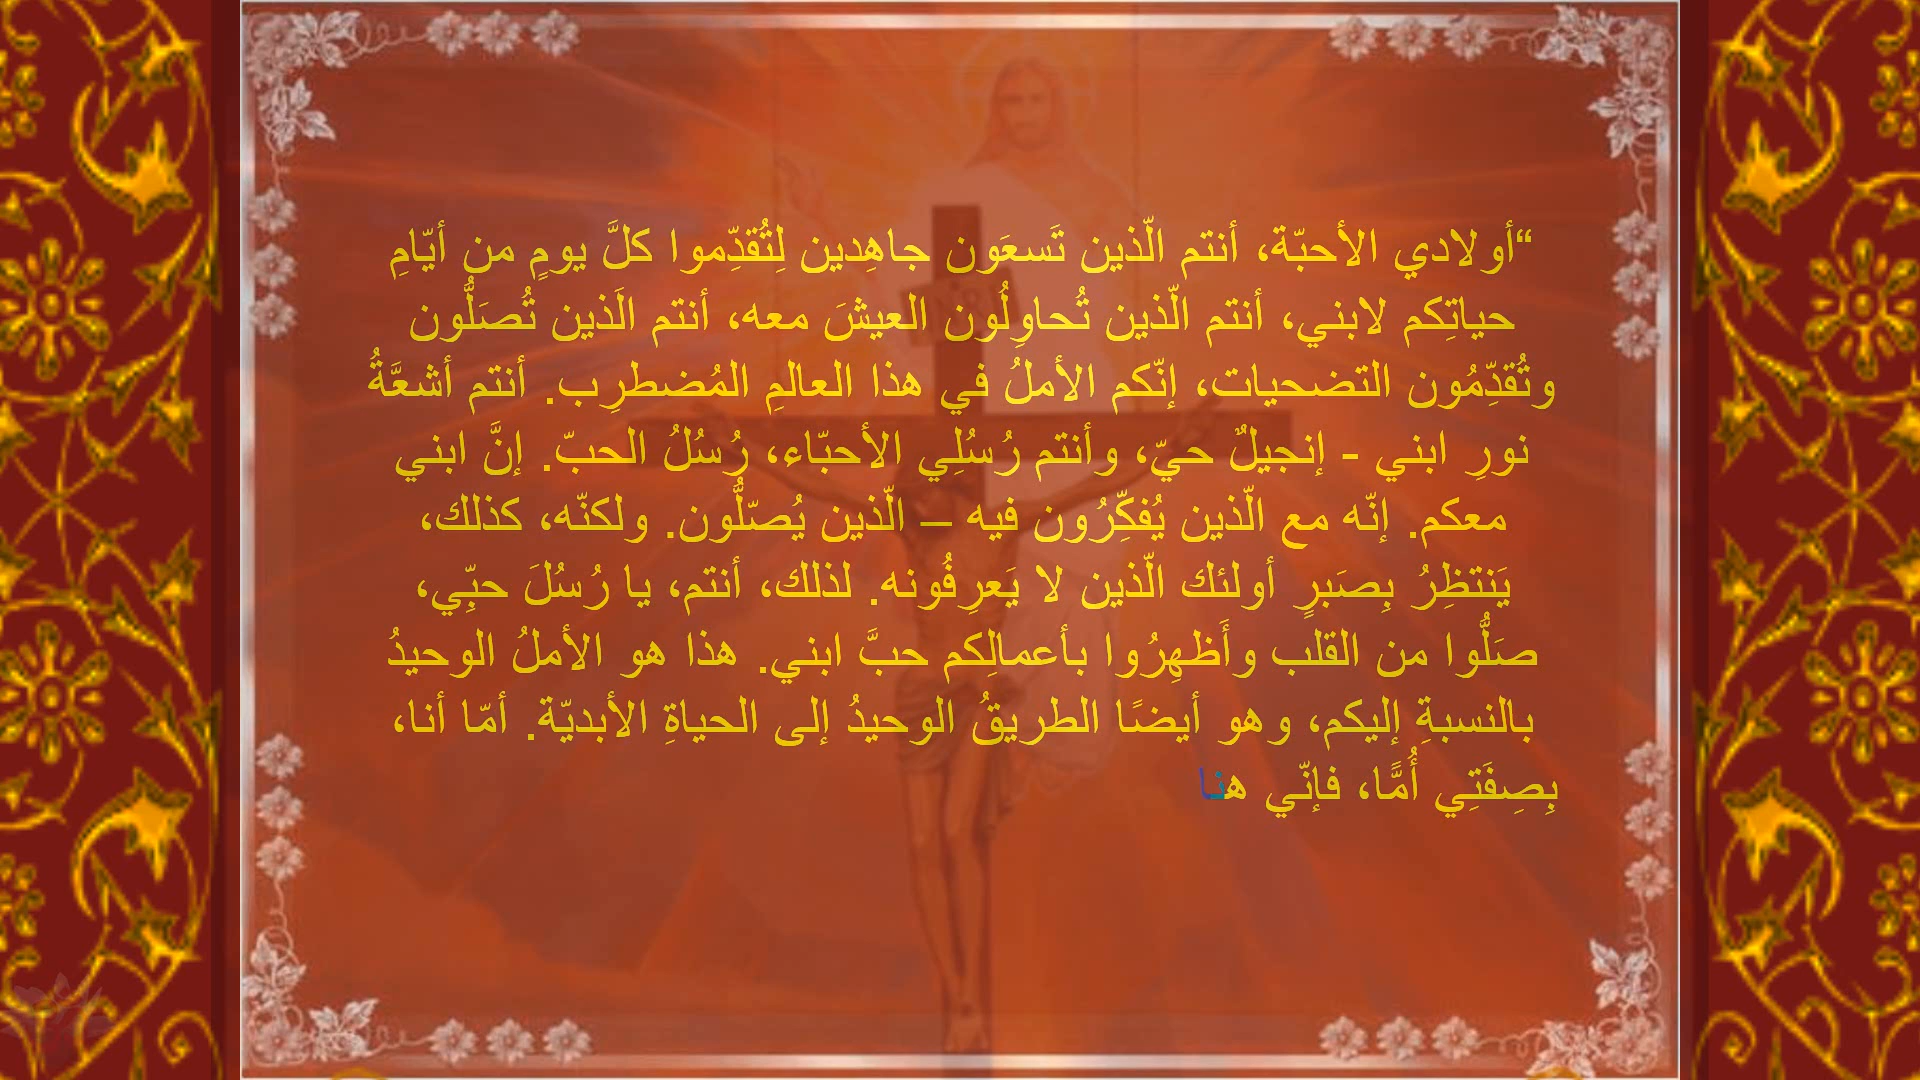 “أولادي الأحبّة، أنتم الّذين تَسعَون جاهِدين لِتُقدِّموا كلَّ يومٍ من أيّامِ
حياتِكم لابني، أنتم الّذين تُحاوِلُون العيشَ معه، أنتم الَذين تُصَلُّون
وتُقدِّمُون التضحيات، إنّكم الأملُ في هذا العالمِ المُضطرِب. أنتم أشعَّةُ
نورِ ابني - إنجيلٌ حيّ، وأنتم رُسُلِي الأحبّاء، رُسُلُ الحبّ. إنَّ ابني
معكم. إنّه مع الّذين يُفكِّرُون فيه – الّذين يُصّلُّون. ولكنّه، كذلك،
يَنتظِرُ بِصَبرٍ أولئك الّذين لا يَعرِفُونه. لذلك، أنتم، يا رُسُلَ حبِّي،
صَلُّوا من القلب وأَظهِرُوا بأعمالِكم حبَّ ابني. هذا هو الأملُ الوحيدُ
بالنسبةِ إليكم، وهو أيضًا الطريقُ الوحيدُ إلى الحياةِ الأبديّة. أمّا أنا،
بِصِفَتِي أُمًّا، فإنّي هنا